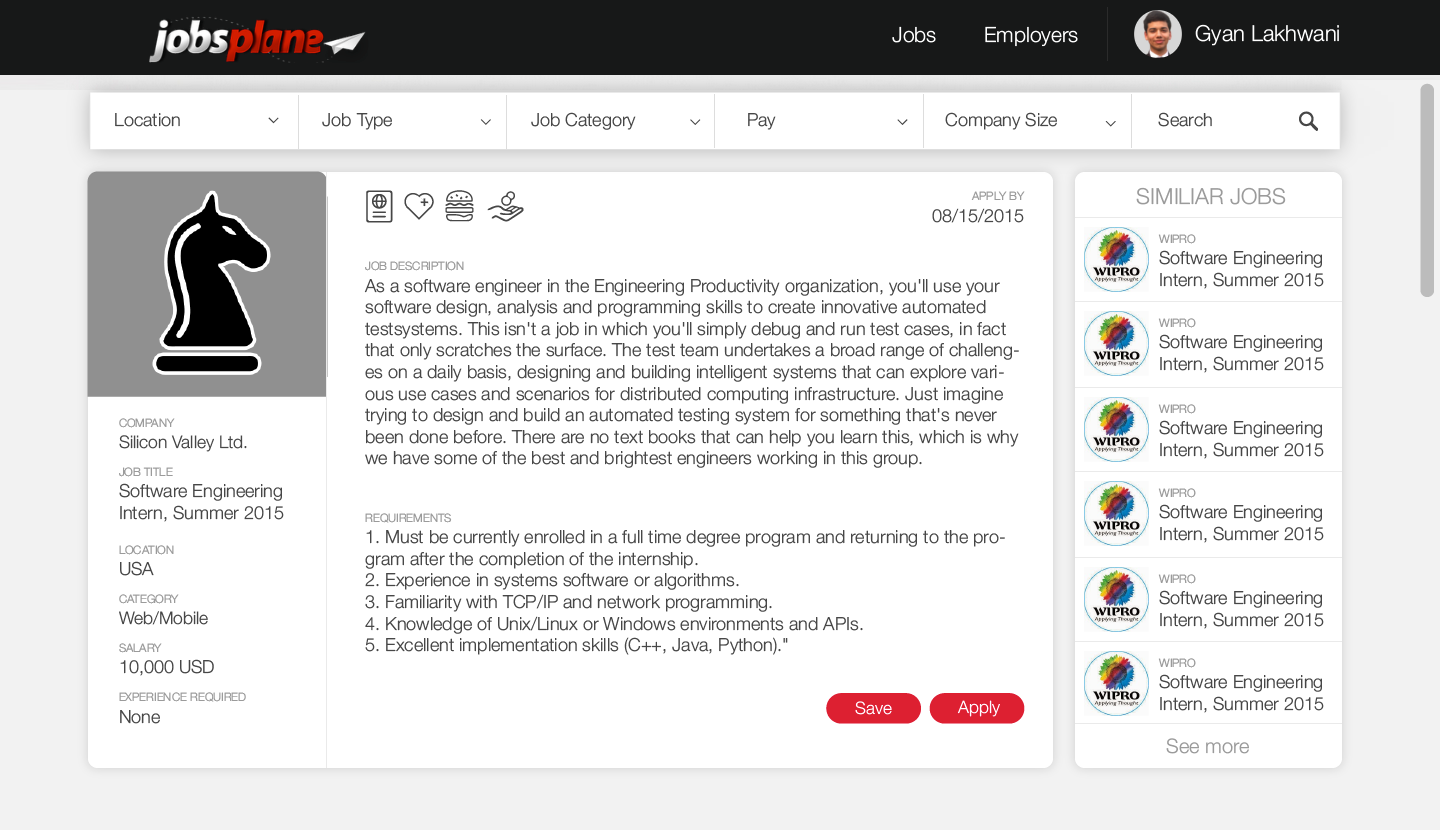 jobsplane
Jobs
Employers
Gyan Lakhwani
Location
Job Type
Job Category
Pay
Company Size
Search
COMPANY
Silicon Valley Ltd.
JOB TITLE
Software Engineering
Intern, Summer 2015
LOCATION
USA
CATEGORY
Web/Mobile
SALARY
10,000 USD
EXPERIENCE REQUIRED
None
APPLY BY
08/15/2015
JOB DESCRIPTION
As a software engineer in the Engineering Productivity organization, you'll use your
software design, analysis and programming skills to create innovative automated
testsystems. This isn't a job in which you'll simply debug and run test cases, in fact
that only scratches the surface. The test team undertakes a broad range of challeng-
es on a daily basis, designing and building intelligent systems that can explore vari-
ous use cases and scenarios for distributed computing infrastructure. Just imagine
trying to design and build an automated testing system for something that's never
been done before. There are no text books that can help you learn this, which is why
we have some of the best and brightest engineers working in this group.
REQUIREMENTS
1. Must be currently enrolled in a full time degree program and returning to the pro-
gram after the completion of the internship.
2. Experience in systems software or algorithms.
3. Familiarity with TCP/IP and network programming.
4. Knowledge of Unix/Linux or Windows environments and APIs.
5. Excellent implementation skills (C++, Java, Python)."
Save
Apply
SIMILIAR JOBS
WIPRO
Applying Thought
WIPRO
Software Engineering
Intern, Summer 2015
WIPRO
Applying Thought
WIPRO
Software Engineering
Intern, Summer 2015
WIPRO
Applying Thought
WIPRO
Software Engineering
Intern, Summer 2015
WIPRO
Applying Thought
WIPRO
Software Engineering
Intern, Summer 2015
WIPRO
Applying Thought
WIPRO
Software Engineering
Intern, Summer 2015
WIPRO
Applying Thought
WIPRO
Software Engineering
Intern, Summer 2015
See more